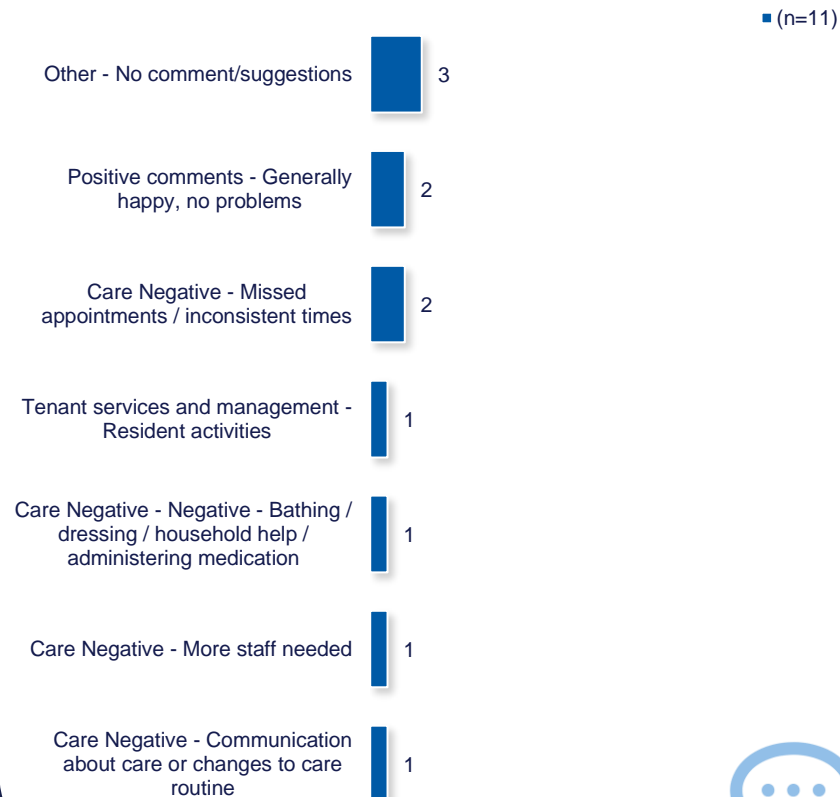 (n=11)
Other - No comment/suggestions
3
Positive comments - Generally
happy, no problems
2
Care Negative - Missed
appointments / inconsistent times
2
Tenant services and management -
Resident activities
1
Care Negative - Negative - Bathing /
dressing / household help /
administering medication
1
Care Negative - More staff needed
1
Care Negative - Communication
about care or changes to care
routine
1